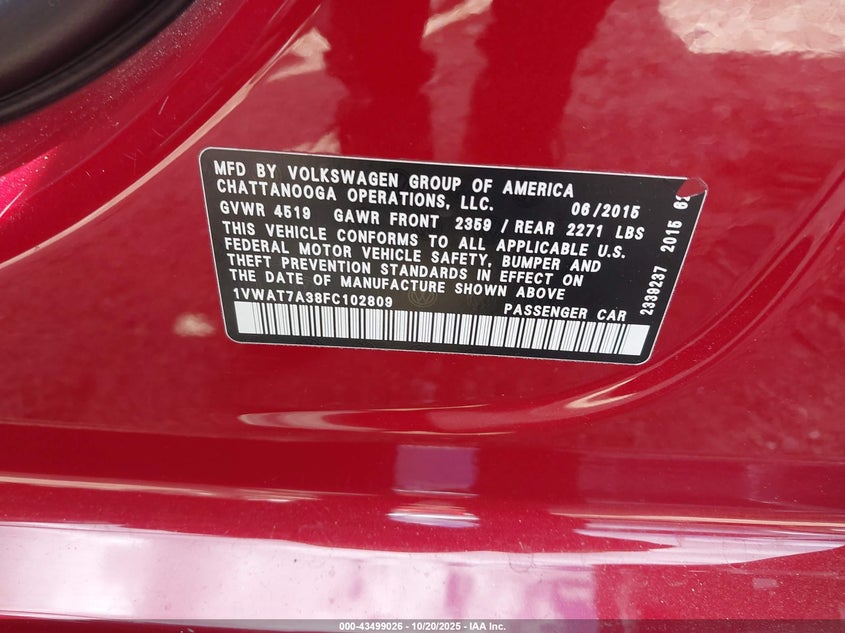 MFD BY VOLKSWAGEN GROUP OF AMERICA
CHATTANOOGA OPERATIONS, LLC. 06/2015
GVWR 4519 GAWR FRONT 2359 / REAR 2271 LBS
THIS VEHICLE CONFORMS TO ALL APPLICABLE U.S.
FEDERAL MOTOR VEHICLE SAFETY, BUMPER AND
THEFT PREVENTION STANDARDS IN EFFECT ON
THE DATE OF MANUFACTURE SHOWN ABOVE
1VWAT7A38FC102809
PASSENGER CAR
2339237 2015
000-43499026 - 10/20/2025 - IAA Inc.